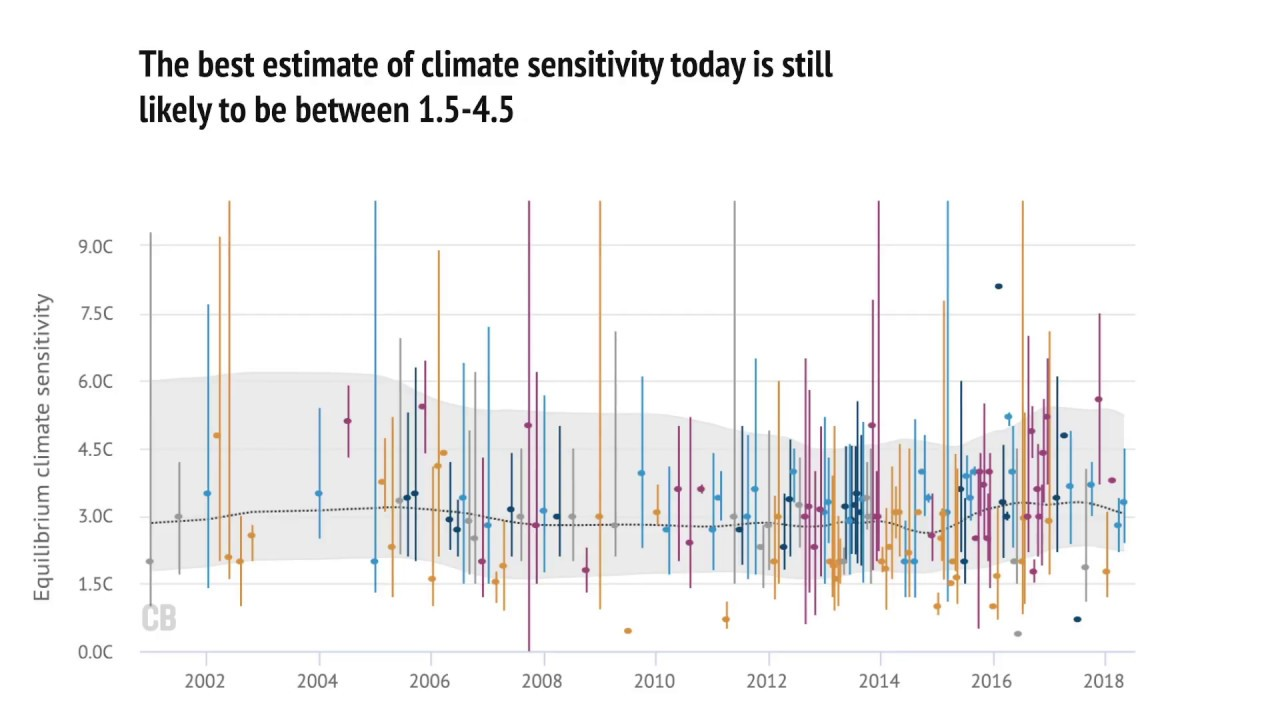 The best estimate of climate sensitivity today is still
likely to be between 1.5-4.5
Equilibrium climate sensitivity
9.0C
7.5C
6.0C
4.5C
3.0C
1.5C
0.0C
CB
2002 2004 2006 2008 2010 2012 2014 2016 2018